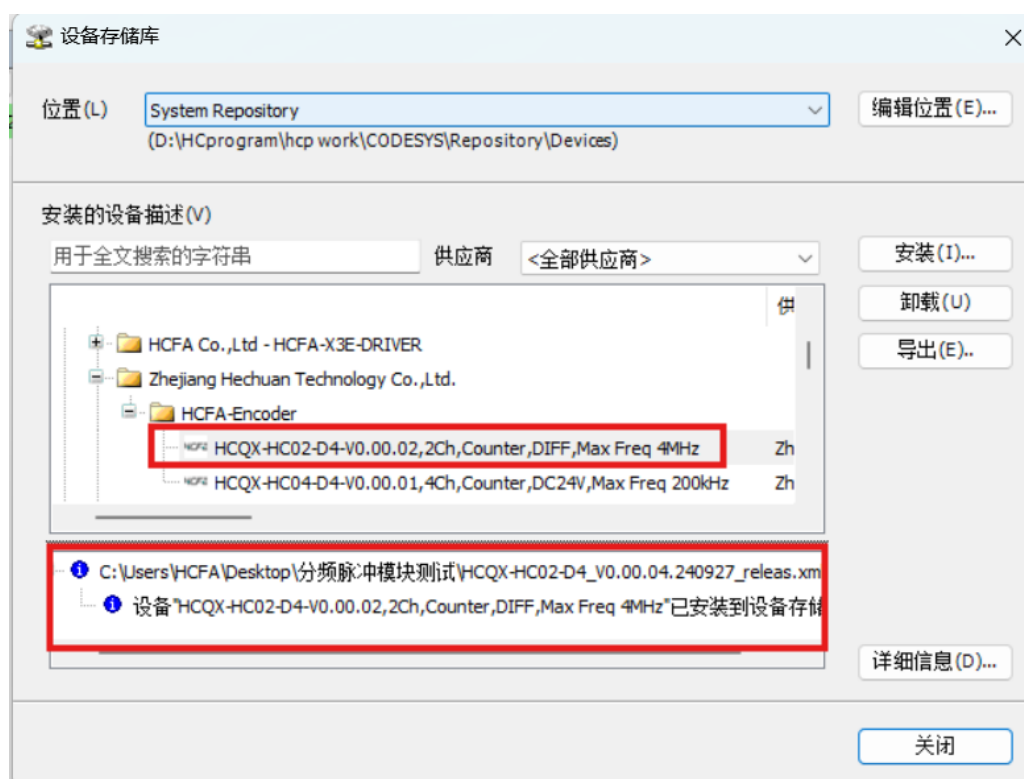 设备存储库
位置(L) System Repository 编辑位置(E)...
(D:\HCprogram\hcp work\CODESYS\Repository\Devices)
安装的设备描述(V)
用于全文搜索的字符串 供应商 <全部供应商> 安装(I)...
供
卸载(U)
HCFA Co.,Ltd - HCFA-X3E-DRIVER
导出(E)..
Zhejiang Hechuan Technology Co.,Ltd.
HCFA-Encoder
HCQX-HC02-D4-V0.00.02,2Ch,Counter,DIFF,Max Freq 4MHz Zh
HCQX-HC04-D4-V0.00.01,4Ch,Counter,DC24V,Max Freq 200kHz Zh
C:\Users\HCFA\Desktop\分频脉冲模块测试\HCQX-HC02-D4_V0.00.04.240927_releas.xm
设备"HCQX-HC02-D4-V0.00.02,2Ch,Counter,DIFF,Max Freq 4MHz"已安装到设备存储
详细信息(D)...
关闭